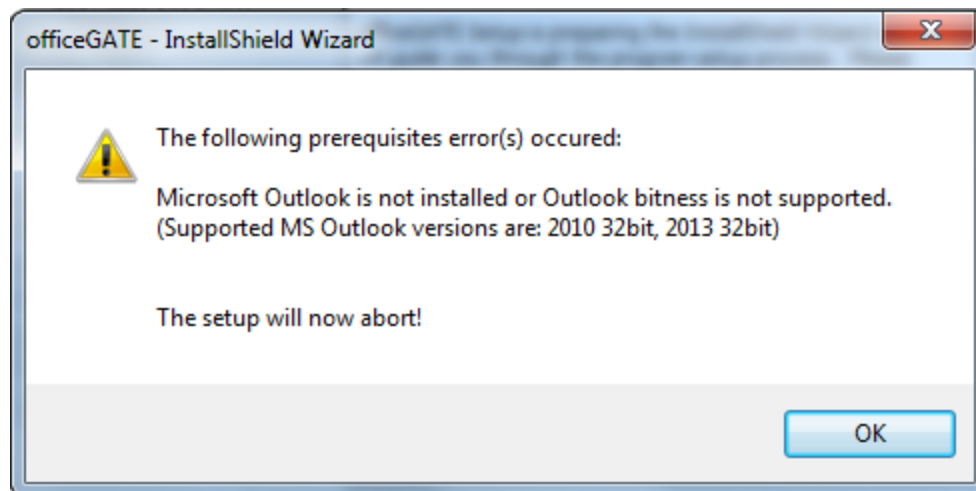 officeGATE - InstallShield Wizard
The following prerequisites error(s) occured:
Microsoft Outlook is not installed or Outlook bitness is not supported.
(Supported MS Outlook versions are: 2010 32bit, 2013 32bit)
The setup will now abort!
OK